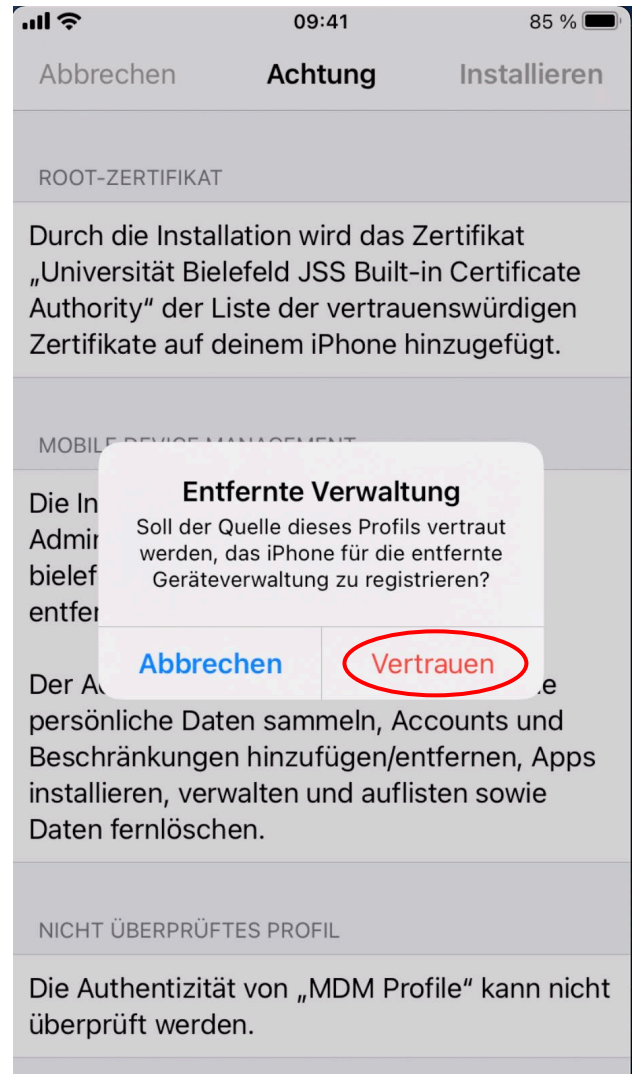 09:41
85 %
Abbrechen
Achtung
Installieren
ROOT-ZERTIFIKAT
Durch die Installation wird das Zertifikat
„Universität Bielefeld JSS Built-in Certificate
Authority“ der Liste der vertrauenswürdigen
Zertifikate auf deinem iPhone hinzugefügt.
Die
Entfernte Verwaltung
Soll der Quelle dieses Profils vertraut
werden, das iPhone für die entfernte
Geräteverwaltung zu registrieren?
Abbrechen
Vertrauen
Der
persönliche Daten sammeln, Accounts und
Beschränkungen hinzufügen/entfernen, Apps
installieren, verwalten und auflisten sowie
Daten fernlöschen.
NICHT ÜBERPRÜFTES PROFIL
Die Authentizität von „MDM Profile“ kann nicht
überprüft werden.